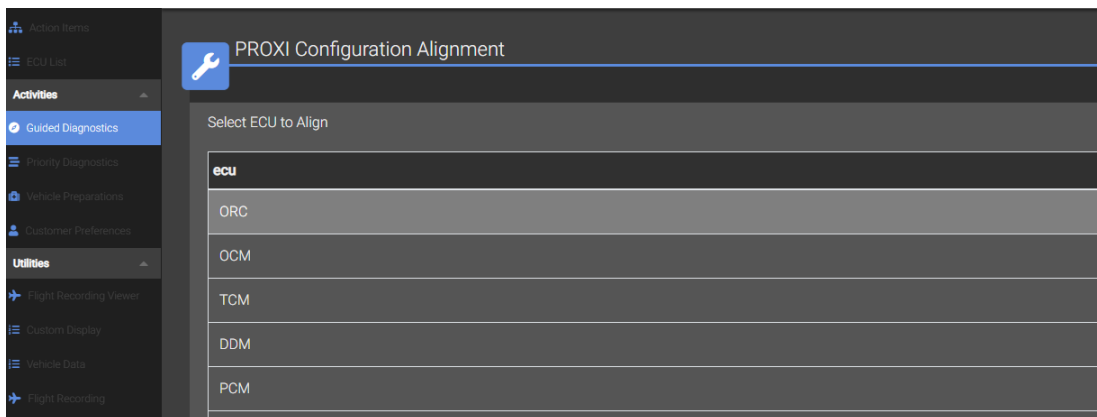 Action Items
ECU List
Activities
Guided Diagnostics
Priority Diagnostics
Vehicle Preparations
Customer Preferences
Utilities
Flight Recording Viewer
Custom Display
Vehicle Data
Flight Recording
PROXI Configuration Alignment
Select ECU to Align
ecu
ORC
OCM
TCM
DDM
PCM